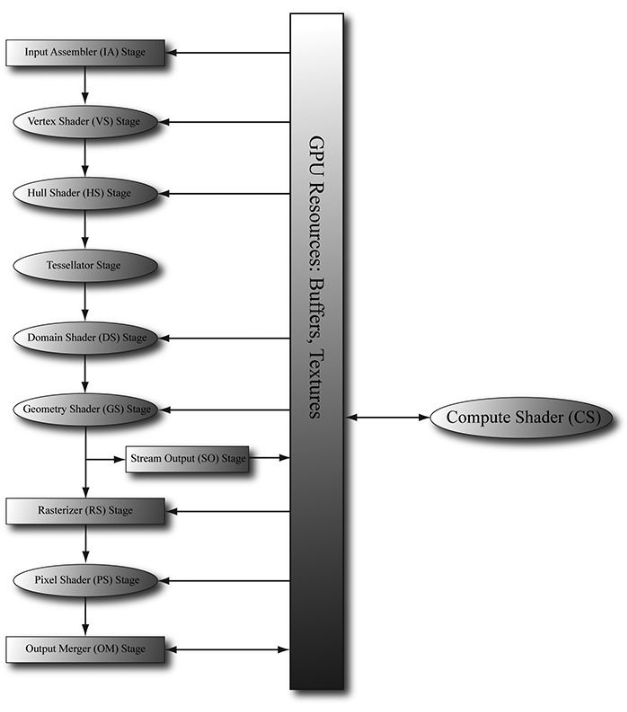 Input Assembler (IA) Stage
Vertex Shader (VS) Stage
Hull Shader (HS) Stage
Tessellator Stage
Domain Shader (DS) Stage
Geometry Shader (GS) Stage
Stream Output (SO) Stage
Rasterizer (RS) Stage
Pixel Shader (PS) Stage
Output Merger (OM) Stage
GPU Resources: Buffers, Textures
Compute Shader (CS)